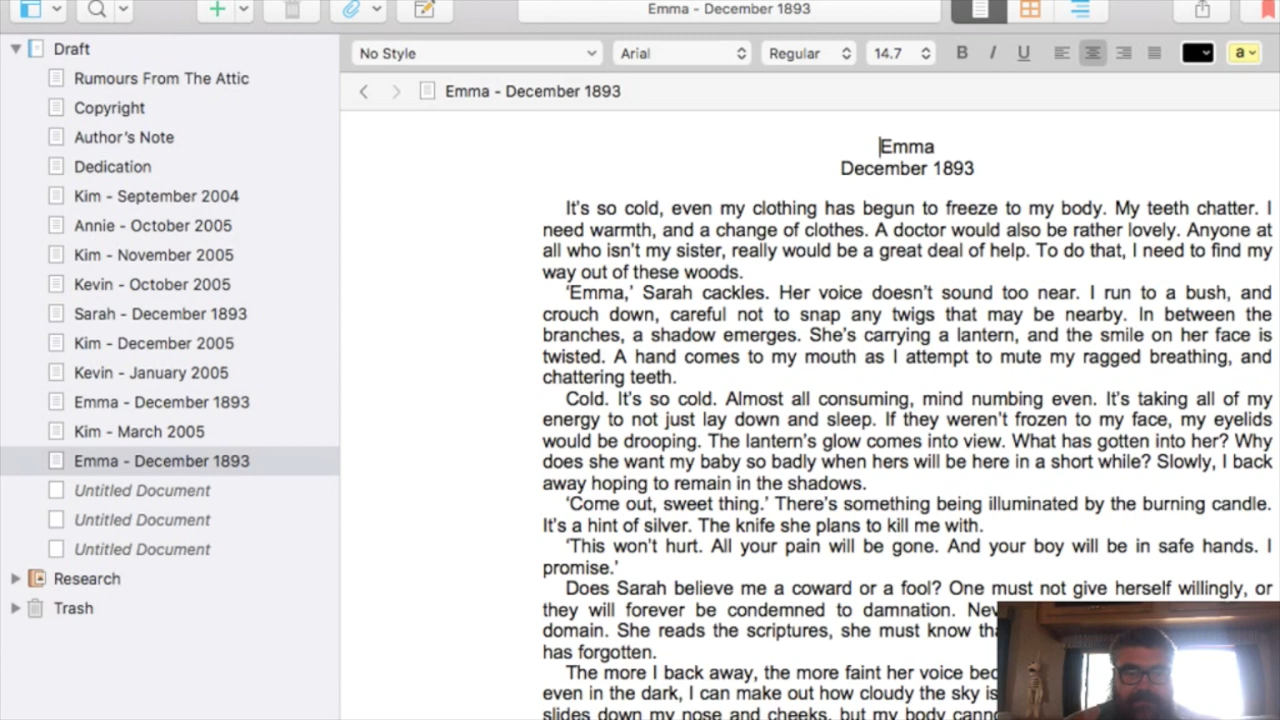 Emma - December 1893
Draft
Rumours From The Attic
Copyright
Author's Note
Dedication
Kim - September 2004
Annie - October 2005
Kim - November 2005
Kevin - October 2005
Sarah - December 1893
Kim - December 2005
Kevin - January 2005
Emma - December 1893
Kim - March 2005
Emma - December 1893
Untitled Document
Untitled Document
Untitled Document
Research
Trash
No Style Arial Regular 14.7 B I U a
Emma - December 1893
Emma
December 1893
It's so cold, even my clothing has begun to freeze to my body. My teeth chatter. I
need warmth, and a change of clothes. A doctor would also be rather lovely. Anyone at
all who isn't my sister, really would be a great deal of help. To do that, I need to find my
way out of these woods.
'Emma,' Sarah cackles. Her voice doesn't sound too near. I run to a bush, and
crouch down, careful not to snap any twigs that may be nearby. In between the
branches, a shadow emerges. She's carrying a lantern, and the smile on her face is
twisted. A hand comes to my mouth as I attempt to mute my ragged breathing, and
chattering teeth.
Cold. It's so cold. Almost all consuming, mind numbing even. It's taking all of my
energy to not just lay down and sleep. If they weren't frozen to my face, my eyelids
would be drooping. The lantern's glow comes into view. What has gotten into her? Why
does she want my baby so badly when hers will be here in a short while? Slowly, I back
away hoping to remain in the shadows.
'Come out, sweet thing.' There's something being illuminated by the burning candle.
It's a hint of silver. The knife she plans to kill me with.
'This won't hurt. All your pain will be gone. And your boy will be in safe hands. I
promise.'
Does Sarah believe me a coward or a fool? One must not give herself willingly, or
they will forever be condemned to damnation.
domain. She reads the scriptures, she must know
has forgotten.
The more I back away, the more faint her voice
even in the dark, I can make out how cloudy the sky is
slides down my nose and cheeks, but my body